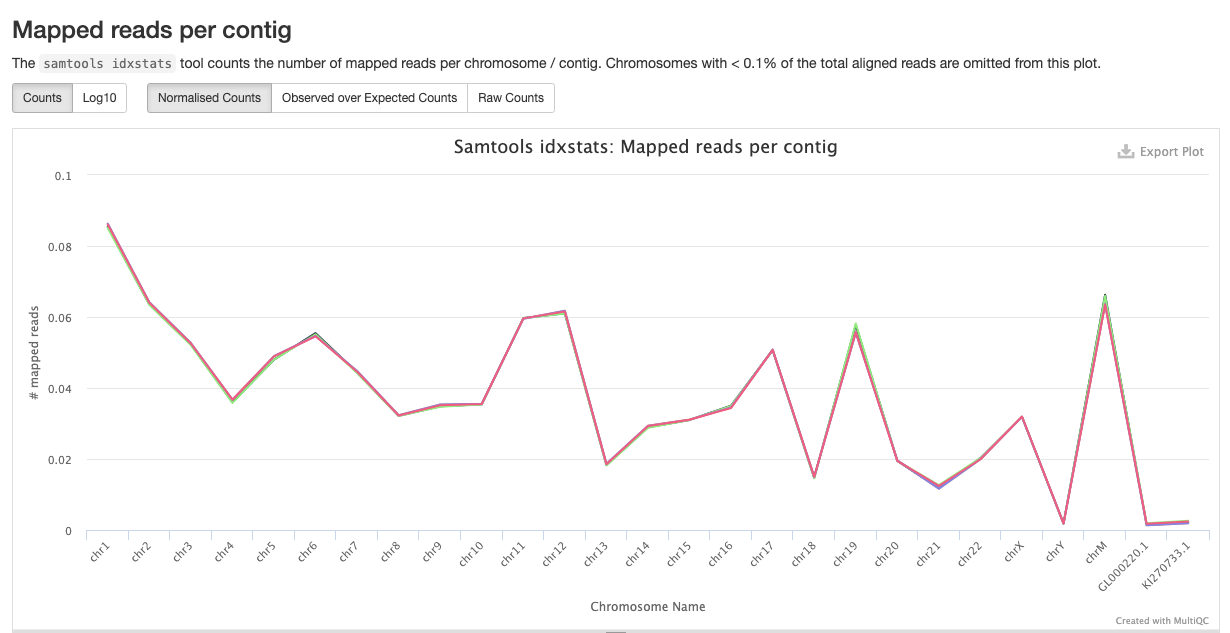 Mapped reads per contig
The samtools idxstats tool counts the number of mapped reads per chromosome / contig. Chromosomes with < 0.1% of the total aligned reads are omitted from this plot.
Counts Log10 Normalised Counts Observed over Expected Counts Raw Counts
Samtools idxstats: Mapped reads per contig
Export Plot
0.1
0.08
0.06
0.04
0.02
0
# mapped reads
chr1
chr2
chr3
chr4
chr5
chr6
chr7
chr8
chr9
chr10
chr11
chr12
chr13
chr14
chr15
chr16
chr17
chr18
chr19
chr20
chr21
chr22
chrX
chrY
chrM
GL000220.1
KI270733.1
Chromosome Name
Created with MultiQC